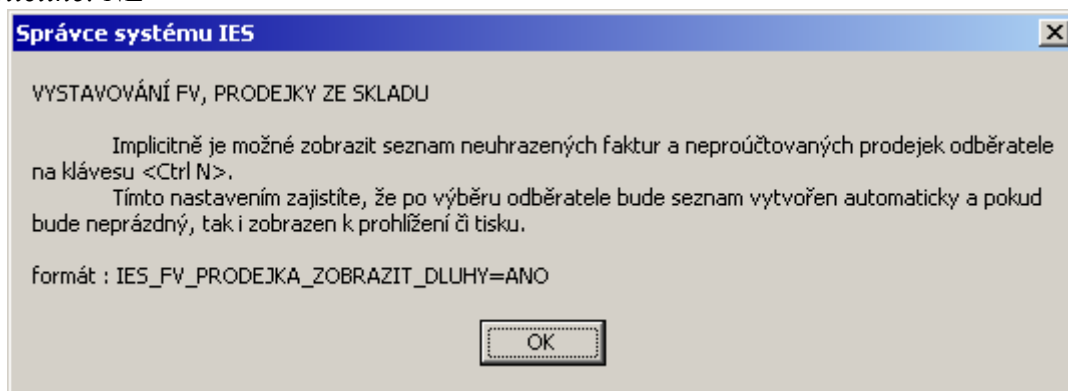 Správce systému IES
VYSTAVOVÁNÍ FV, PRODEJKY ZE SKLADU
Implicitně je možné zobrazit seznam neuhrazených faktur a neproúčtovaných prodejek odběratele
na klávesu <Ctrl N>.
Tímto nastavením zajistíte, že po výběru odběratele bude seznam vytvořen automaticky a pokud
bude neprázdný, tak i zobrazen k prohlížení či tisku.
formát : IES_FV_PRODEJKA_ZOBRAZIT_DLUHY=ANO
OK